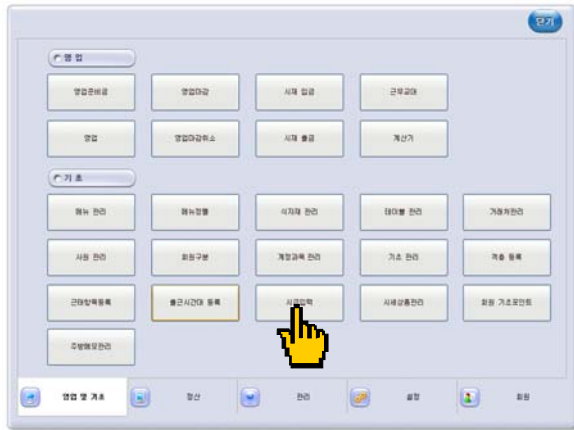 닫기
영 업
영업준비금
영업마감
시재 입금
근무교대
영업
영업마감취소
시재 출금
계산기
기 초
메뉴 관리
메뉴정렬
식자재 관리
테이블 관리
거래처관리
사원 관리
회원구분
계정과목 관리
기초 관리
객층 등록
근태항목등록
출근시간대 등록
시급입력
시세상품관리
회원 기초포인트
주방메모관리
영업 및 기초
정산
관리
설정
회원